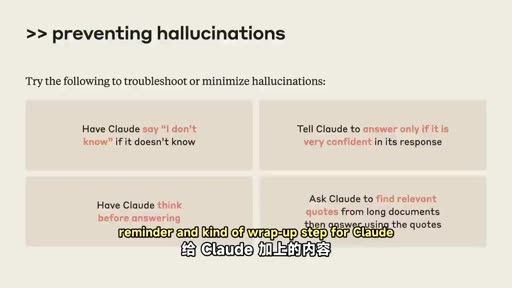 >> preventing hallucinations
Try the following to troubleshoot or minimize hallucinations:
Have Claude say “I don't
know” if it doesn't know
Tell Claude to answer only if it is
very confident in its response
Have Claude think
before answering
Ask Claude to find relevant
quotes from long documents
then answer using the quotes
reminder and kind of wrap-up step for Claude
给 Claude 加上的内容